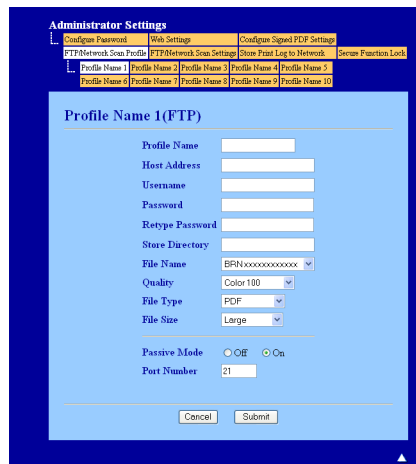 Administrator Settings
Configure Password Web Settings Configure Signed PDF Settings
FTP/Network Scan Profile FTP/Network Scan Settings Store Print Log to Network Secure Function Lock
Profile Name 1 Profile Name 2 Profile Name 3 Profile Name 4 Profile Name 5
Profile Name 6 Profile Name 7 Profile Name 8 Profile Name 9 Profile Name 10
Profile Name 1(FTP)
Profile Name
Host Address
Username
Password
Retype Password
Store Directory
File Name BRNxxxxxxxxxxxx
Quality Color 100
File Type PDF
File Size Large
Passive Mode Off On
Port Number 21
Cancel Submit